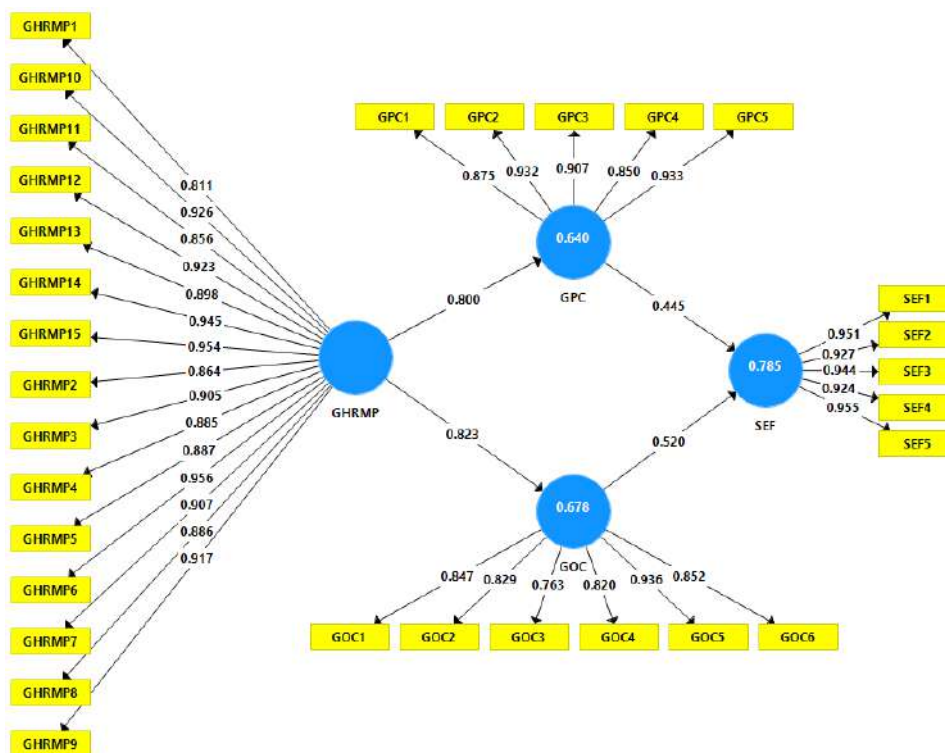 GHRMP1
GHRMP10
GHRMP11
GHRMP12
GHRMP13
GHRMP14
GHRMP15
GHRMP2
GHRMP3
GHRMP4
GHRMP5
GHRMP6
GHRMP7
GHRMP8
GHRMP9
0.811
0.926
0.856
0.923
0.898
0.945
0.954
0.864
0.905
0.885
0.887
0.956
0.907
0.886
0.917
GHRMP
0.800
0.823
GPC1 GPC2 GPC3 GPC4 GPC5
0.875 0.932 0.907 0.850 0.933
0.640
GPC
0.445
0.520
0.678
GOC
0.847 0.829 0.763 0.820 0.936 0.852
GOC1 GOC2 GOC3 GOC4 GOC5 GOC6
0.785
SEF
0.951
0.927
0.944
0.924
0.955
SEF1
SEF2
SEF3
SEF4
SEF5